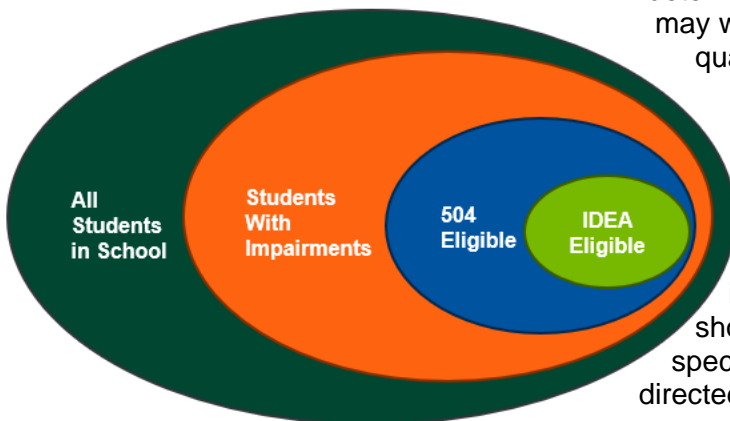 may w
qua
All
Students
in School
Students
With
Impairments
504
Eligible
IDEA
Eligible
sho
spec
directed